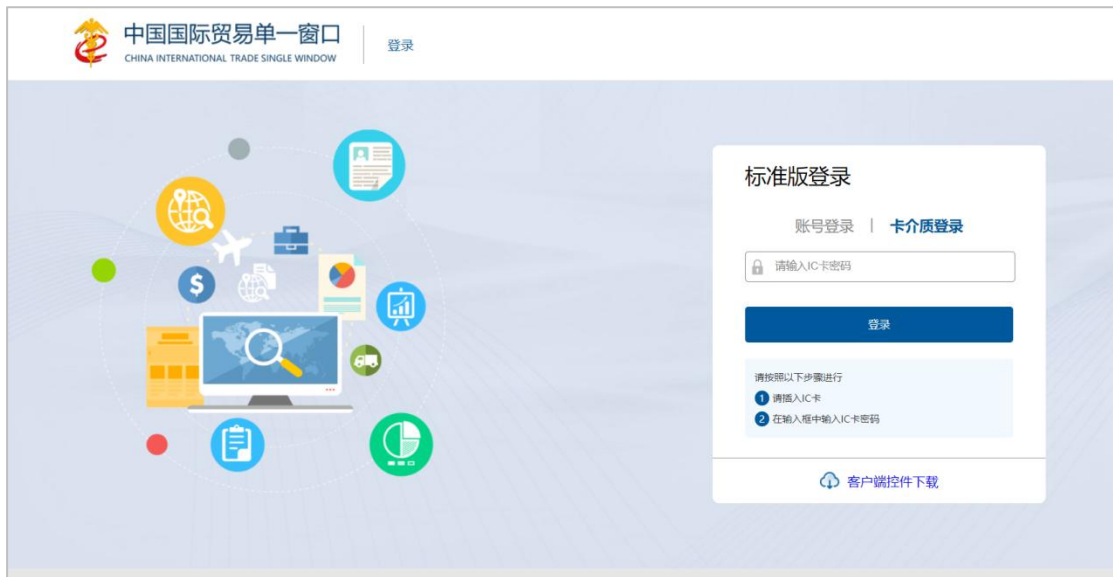 中国国际贸易单一窗口
CHINA INTERNATIONAL TRADE SINGLE WINDOW
登录
标准版登录
账号登录 | 卡介质登录
请输入IC卡密码
登录
请按照以下步骤进行
1 请插入IC卡
2 在输入框中输入IC卡密码
客户端控件下载